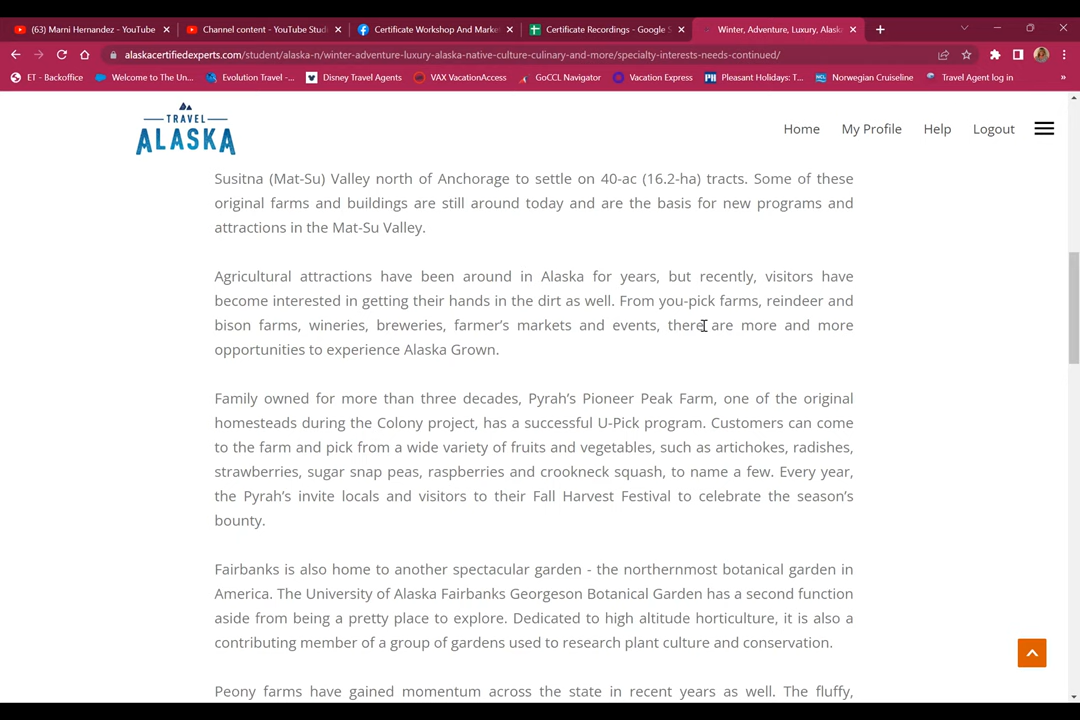 (63) Marni Hernandez - YouTube
Channel content - YouTube Studi
Certificate Workshop And Marke
Certificate Recordings - Google S
Winter, Adventure, Luxury, Alaska
alaskacertifiedexperts.com/student/alaska-n/winter-adventure-luxury-alaska-native-culture-culinary-and-more/specialty-interests-needs-continued/
ET - Backoffice
Welcome to The Un...
Evolution Travel -...
Disney Travel Agents
VAX VacationAccess
GoCCL Navigator
Vacation Express
Pleasant Holidays: T...
Norwegian Cruiseline
Travel Agent log in
TRAVEL
ALASKA
Home
My Profile
Help
Logout
Susitna (Mat-Su) Valley north of Anchorage to settle on 40-ac (16.2-ha) tracts. Some of these
original farms and buildings are still around today and are the basis for new programs and
attractions in the Mat-Su Valley.
Agricultural attractions have been around in Alaska for years, but recently, visitors have
become interested in getting their hands in the dirt as well. From you-pick farms, reindeer and
bison farms, wineries, breweries, farmer’s markets and events, there are more and more
opportunities to experience Alaska Grown.
Family owned for more than three decades, Pyrah’s Pioneer Peak Farm, one of the original
homesteads during the Colony project, has a successful U-Pick program. Customers can come
to the farm and pick from a wide variety of fruits and vegetables, such as artichokes, radishes,
strawberries, sugar snap peas, raspberries and crookneck squash, to name a few. Every year,
the Pyrah’s invite locals and visitors to their Fall Harvest Festival to celebrate the season’s
bounty.
Fairbanks is also home to another spectacular garden - the northernmost botanical garden in
America. The University of Alaska Fairbanks Georgeson Botanical Garden has a second function
aside from being a pretty place to explore. Dedicated to high altitude horticulture, it is also a
contributing member of a group of gardens used to research plant culture and conservation.
Peony farms have gained momentum across the state in recent years as well. The fluffy,